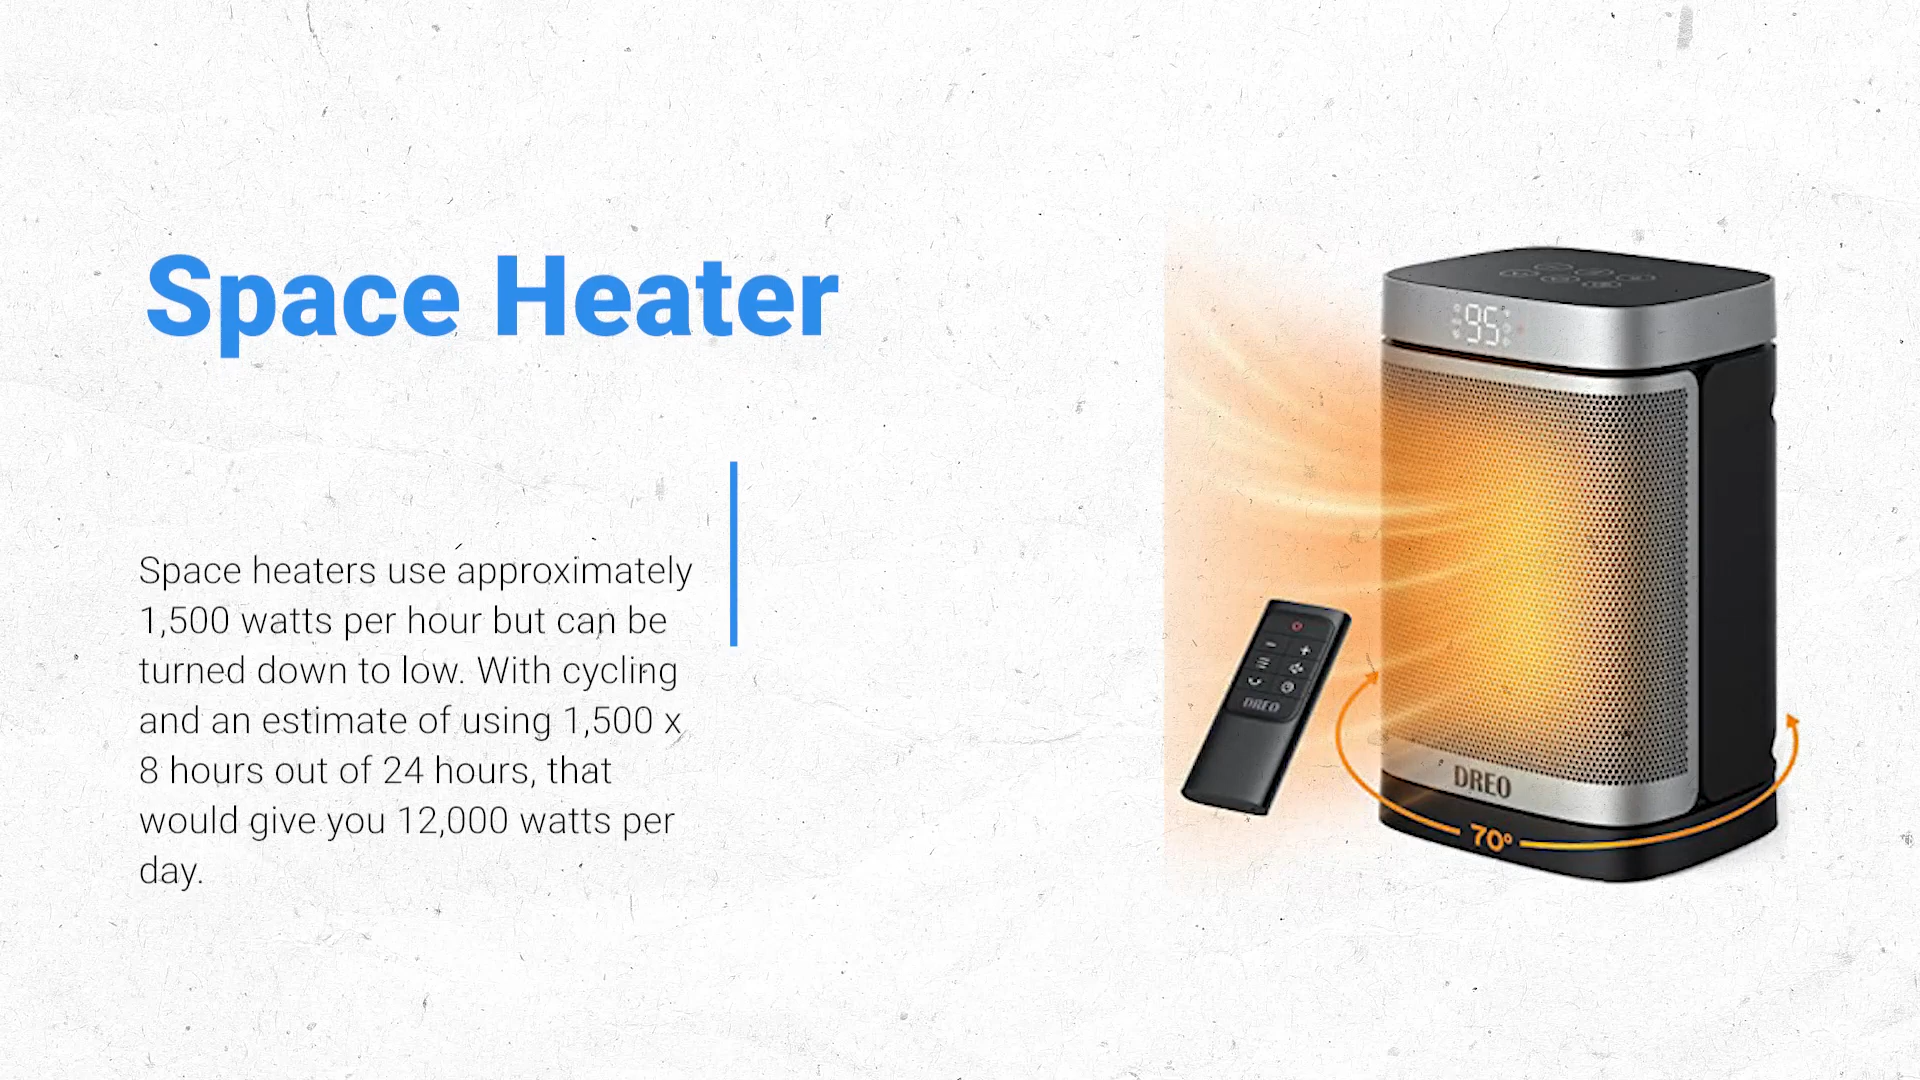 Space Heater
Space heaters use approximately
1,500 watts per hour but can be
turned down to low. With cycling
and an estimate of using 1,500 x
8 hours out of 24 hours, that
would give you 12,000 watts per
day.
95
DREO
DREO
70°